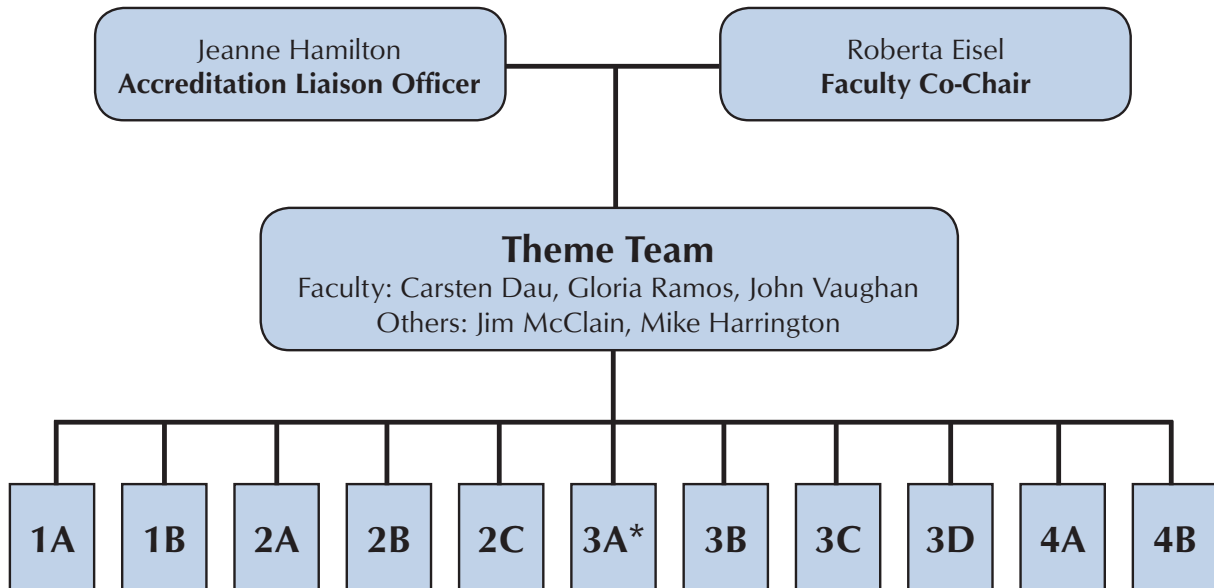 Jeanne Hamilton
Accreditation Liaison Officer
Roberta Eisel
Faculty Co-Chair
Theme Team
Faculty: Carsten Dau, Gloria Ramos, John Vaughan
Others: Jim McClain, Mike Harrington
1A 1B 2A 2B 2C 3A* 3B 3C 3D 4A 4B